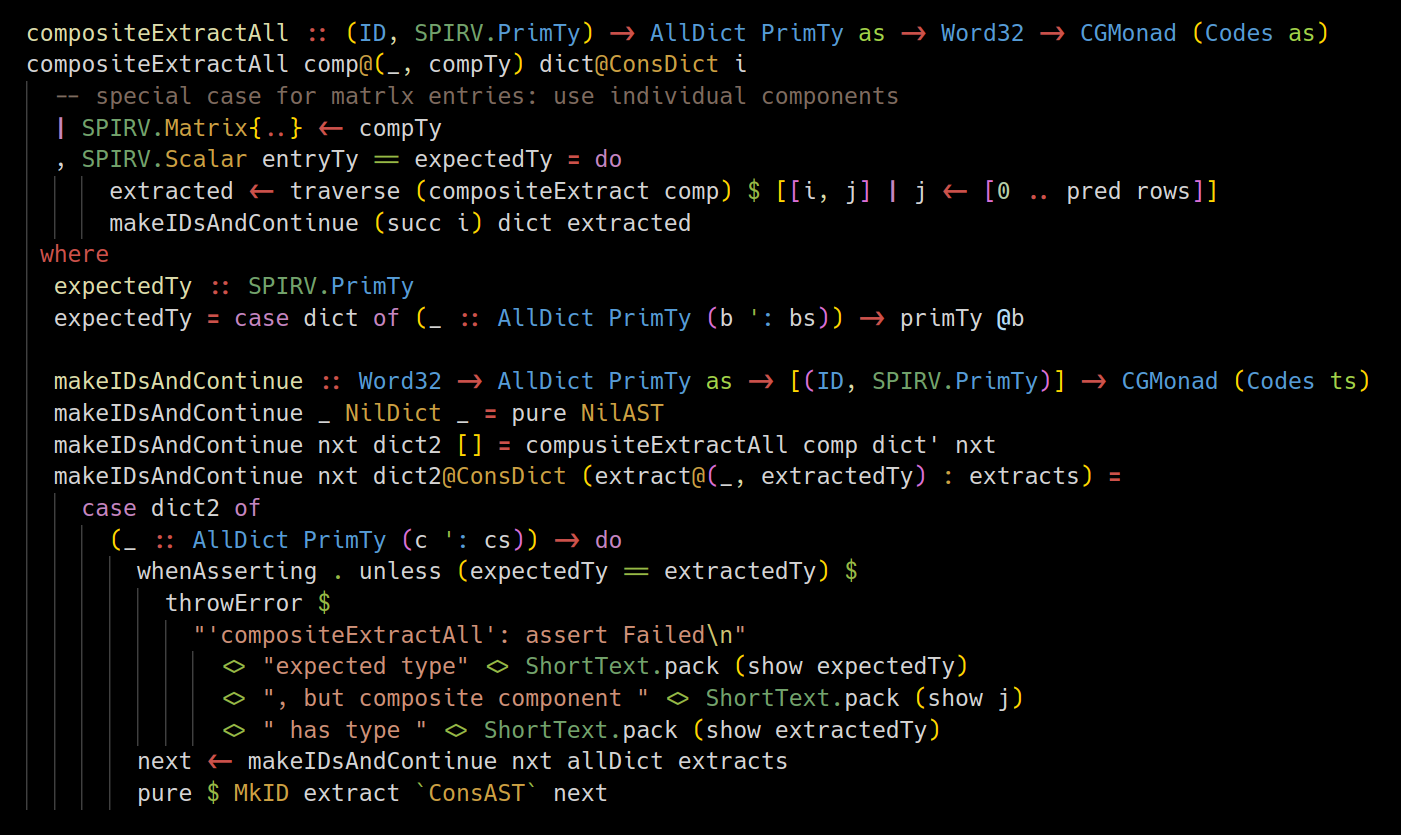 compositeExtractAll :: (ID, SPIRV.PrimTy) → AllDict PrimTy as → Word32 → CGMonad (Codes as)
compositeExtractAll comp@(_, compTy) dict@ConsDict i
-- special case for matrlx entries: use individual components
| SPIRV.Matrix{..} ← compTy
, SPIRV.Scalar entryTy == expectedTy = do
extracted ← traverse (compositeExtract comp) $ [[i, j] | j ← [0 .. pred rows]]
makeIDsAndContinue (succ i) dict extracted
where
expectedTy :: SPIRV.PrimTy
expectedTy = case dict of (_ :: AllDict PrimTy (b ': bs)) → primTy @b
makeIDsAndContinue :: Word32 → AllDict PrimTy as → [(ID, SPIRV.PrimTy)] → CGMonad (Codes ts)
makeIDsAndContinue _ NilDict _ = pure NilAST
makeIDsAndContinue nxt dict2 [] = compusiteExtractAll comp dict' nxt
makeIDsAndContinue nxt dict2@ConsDict (extract@(_, extractedTy) : extracts) =
case dict2 of
(_ :: AllDict PrimTy (c ': cs)) → do
whenAsserting . unless (expectedTy == extractedTy) $
throwError $
"'compositeExtractAll': assert Failed\n"
<> "expected type" <> ShortText.pack (show expectedTy)
<> ", but composite component " <> ShortText.pack (show j)
<> " has type " <> ShortText.pack (show extractedTy)
next ← makeIDsAndContinue nxt allDict extracts
pure $ MkID extract `ConsAST` next